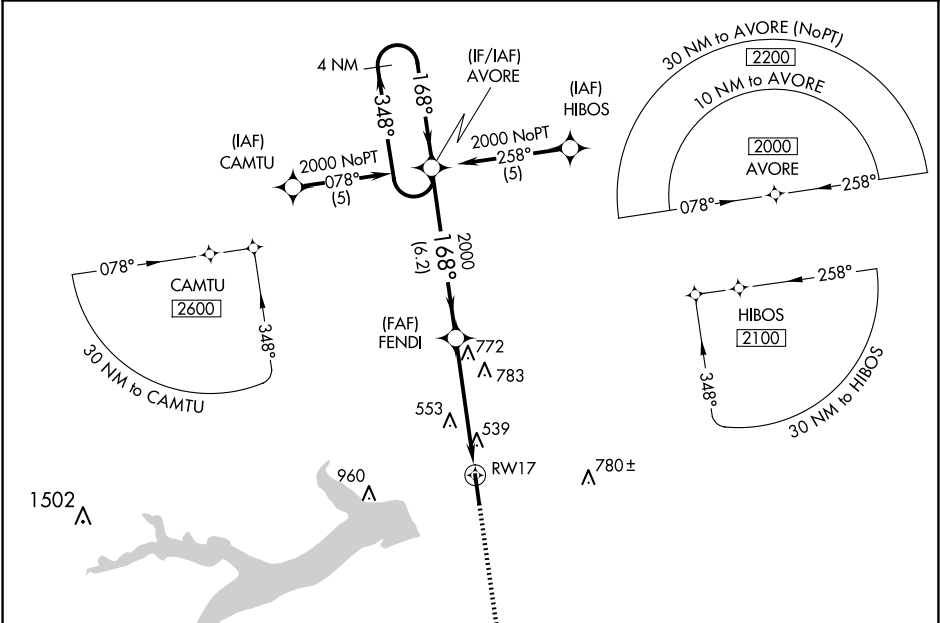 30 NM to AVORE (NoPT)
2200
10 NM to AVORE
2000
AVORE
078°
258°
4 NM
168°
348°
(IF/IAF)
AVORE
(IAF)
HIBOS
2000 NoPT
258°
(5)
(IAF)
CAMTU
2000 NoPT
078°
(5)
2000
168°
(6.2)
078°
CAMTU
2600
348°
30 NM to CAMTU
258°
HIBOS
2100
348°
30 NM to HIBOS
(FAF)
FENDI
772
783
553
539
RW17
780±
960
1502